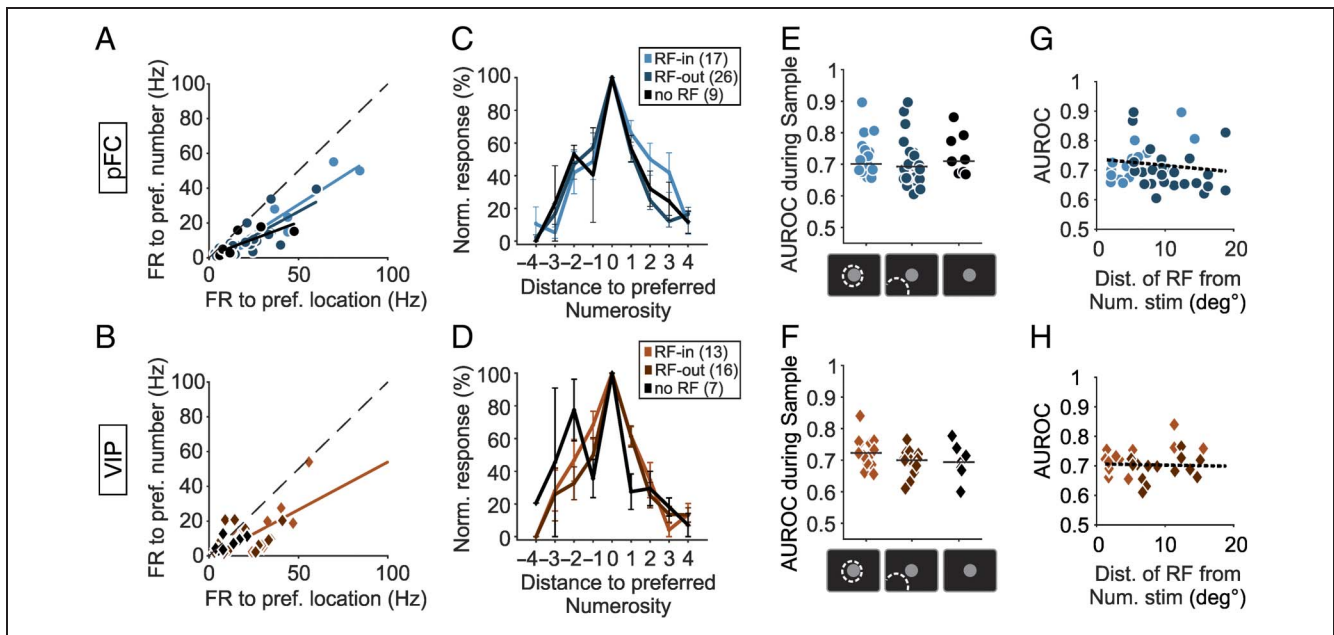 A
pFC
FR to pref. number (Hz)
100
80
60
40
20
0
0
50
100
FR to pref. location (Hz)
C
RF-in (17)
RF-out (26)
no RF (9)
Norm. response (%)
100
80
60
40
20
0
−4 −3 −2 −1 0 1 2 3 4
Distance to preferred
Numerosity
E
AUROC during Sample
1
0.9
0.8
0.7
0.6
0.5
G
AUROC
1
0.9
0.8
0.7
0.6
0.5
0 10 20
Dist. of RF from
Num. stim (deg°)
B
VIP
FR to pref. number (Hz)
100
80
60
40
20
0
0
50
100
FR to pref. location (Hz)
D
RF-in (13)
RF-out (16)
no RF (7)
Norm. response (%)
100
80
60
40
20
0
−4 −3 −2 −1 0 1 2 3 4
Distance to preferred
Numerosity
F
AUROC during Sample
1
0.9
0.8
0.7
0.6
0.5
H
AUROC
1
0.9
0.8
0.7
0.6
0.5
0 10 20
Dist. of RF from
Num. stim (deg°)